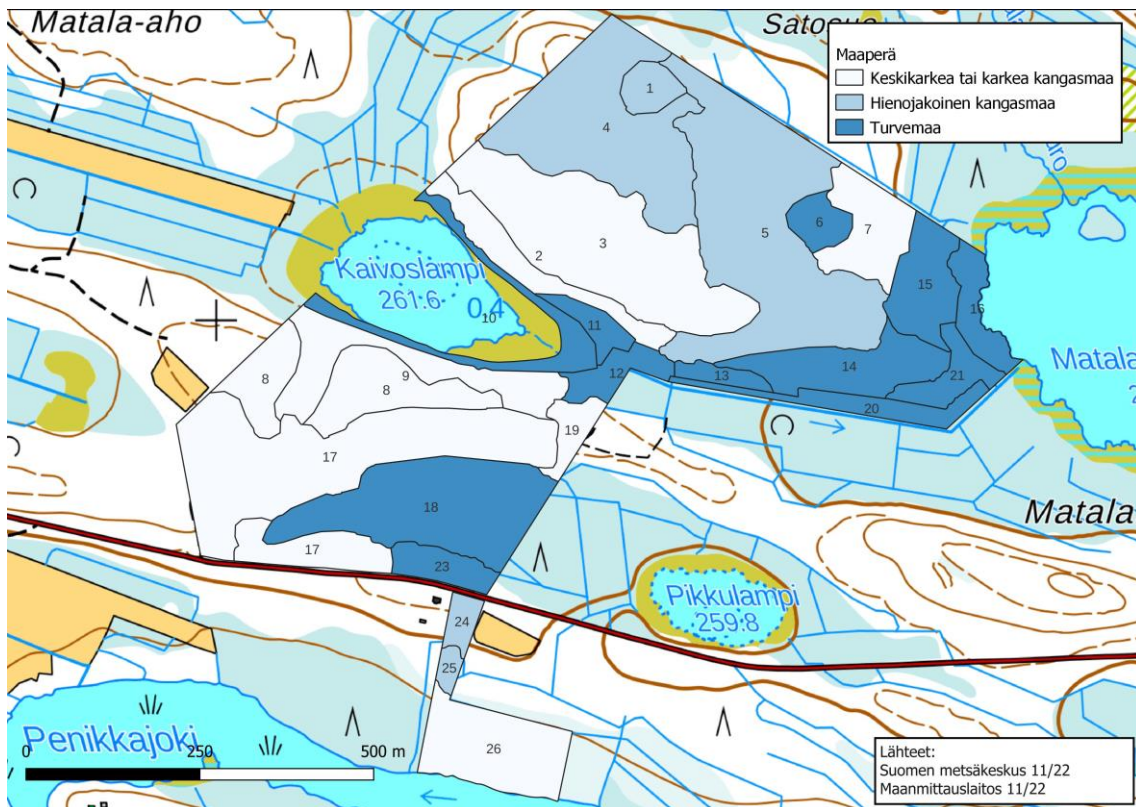 Matala-aho
Maaperä
Keskikarkea tai karkea kangasmaa
Hienojakoinen kangasmaa
Turvemaa
1
4
3
2
5
6
7
Kaivoslampi
261.6
0,4
10
11
12
13
14
15
16
21
20
Matala
8
9
8
19
17
18
17
23
Matala
Pikkulampi
259.8
24
25
26
Penikkajoki
0
250
500 m
Lähteet:
Suomen metsäkeskus 11/22
Maanmittauslaitos 11/22